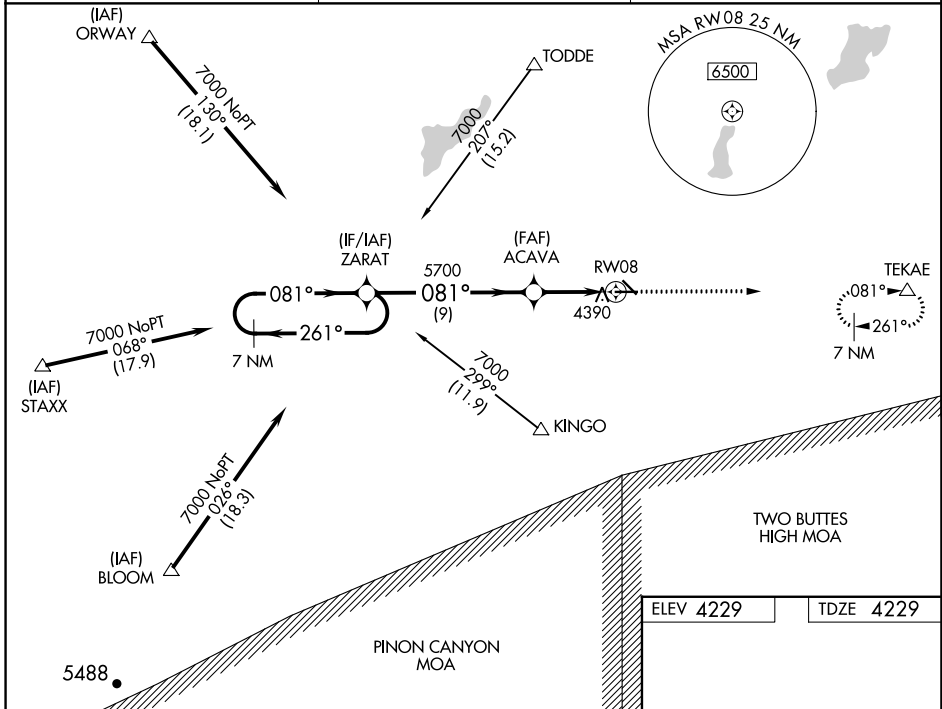 (IAF)
ORWAY
7000 NoPT
130°
(18.1)
TODDE
7000
207°
(15.2)
MSA RW08 25 NM
6500
(IF/IAF)
ZARAT
(FAF)
ACAVA
081°
5700
081°
(9)
RW08
4390
TEKAE
081°
261°
7 NM
261°
7 NM
7000 NoPT
068°
(17.9)
(IAF)
STAXX
7000
299°
(11.9)
KINGO
7000 NoPT
026°
(18.3)
(IAF)
BLOOM
TWO BUTTES
HIGH MOA
PINON CANYON
MOA
5488
ELEV 4229
TDZE 4229